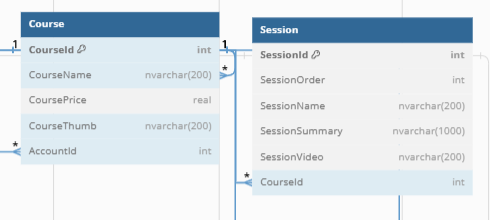 Course
CourseId int
CourseName nvarchar(200)
CoursePrice real
CourseThumb nvarchar(200)
AccountId int
1
*
1
*
*
Session
SessionId int
SessionOrder int
SessionName nvarchar(200)
SessionSummary nvarchar(1000)
SessionVideo nvarchar(200)
CourseId int